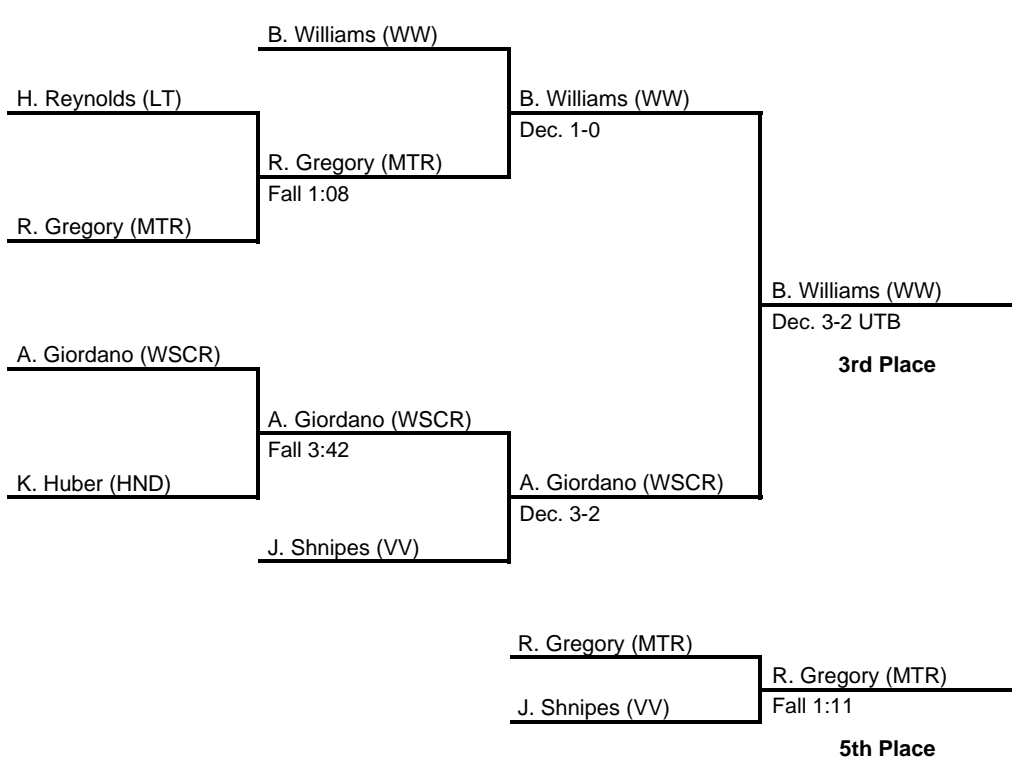 B. Williams (WW)
H. Reynolds (LT)
B. Williams (WW)
Dec. 1-0
R. Gregory (MTR)
Fall 1:08
R. Gregory (MTR)
B. Williams (WW)
Dec. 3-2 UTB
3rd Place
A. Giordano (WSCR)
A. Giordano (WSCR)
Fall 3:42
K. Huber (HND)
A. Giordano (WSCR)
Dec. 3-2
J. Shnipes (VV)
R. Gregory (MTR)
R. Gregory (MTR)
Fall 1:11
J. Shnipes (VV)
5th Place